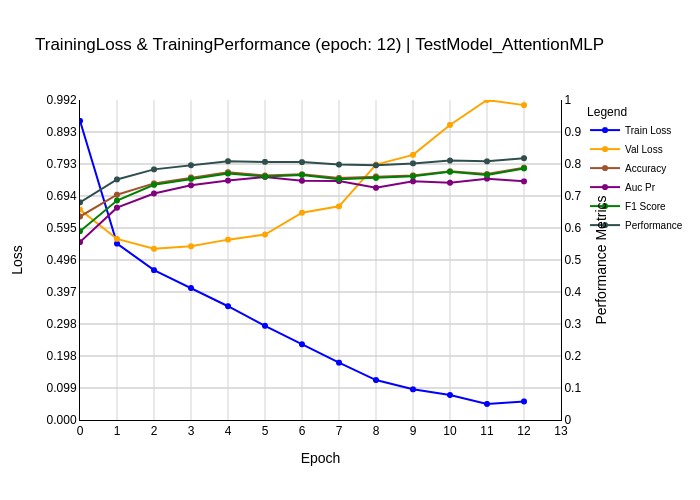 TrainingLoss & TrainingPerformance (epoch: 12) | TestModel_AttentionMLP
Legend
Train Loss
Val Loss
Accuracy
Auc Pr
F1 Score
Performance
Loss
0.992
0.893
0.793
0.694
0.595
0.496
0.397
0.298
0.198
0.099
0.000
1
0.9
0.8
0.7
0.6
0.5
0.4
0.3
0.2
0.1
0
Performance Metrics
0 1 2 3 4 5 6 7 8 9 10 11 12 13
Epoch